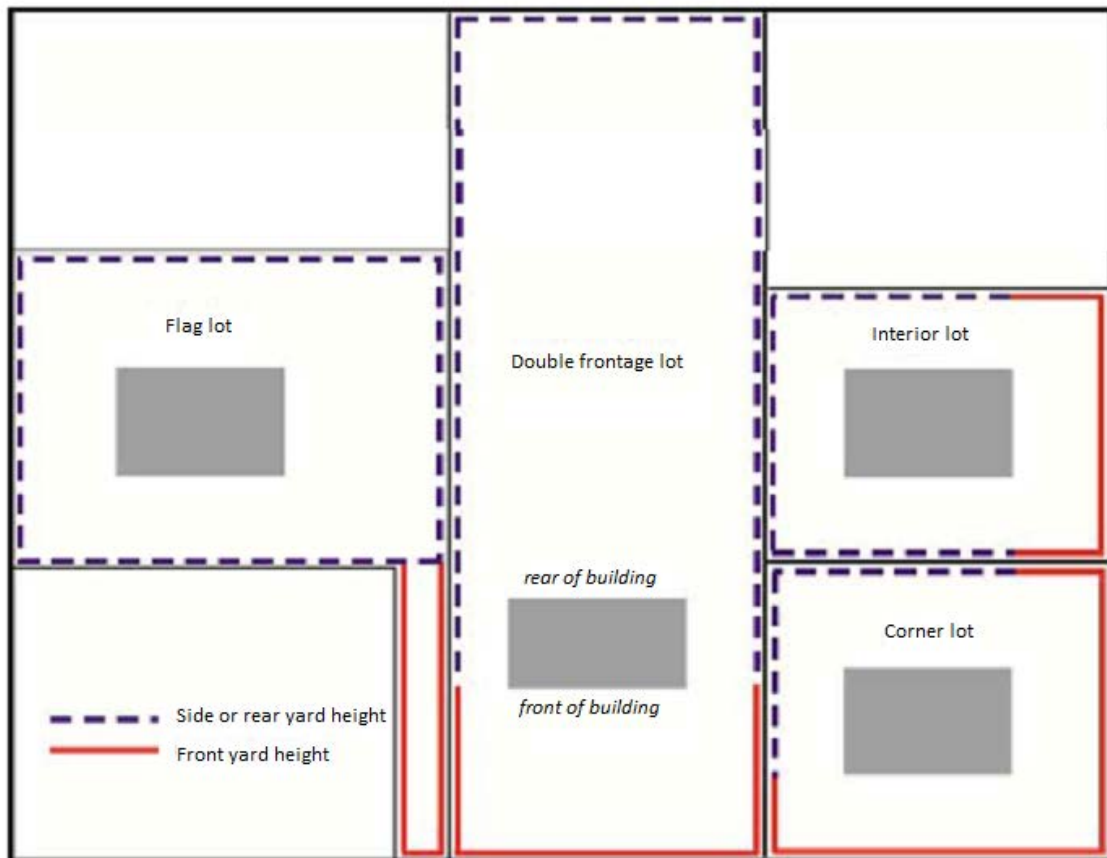 Flag lot
Double frontage lot
Interior lot
rear of building
front of building
Corner lot
Side or rear yard height
Front yard height